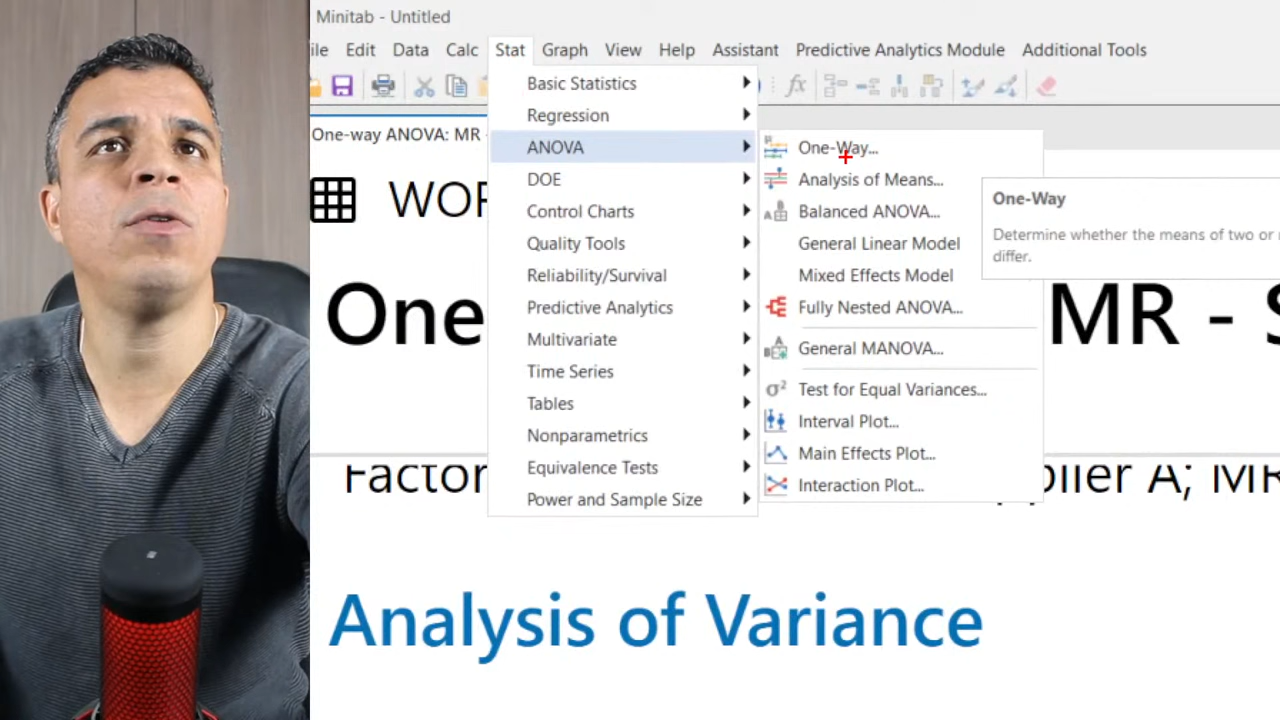 Minitab - Untitled
ile Edit Data Calc Stat Graph View Help Assistant Predictive Analytics Module Additional Tools
One-way ANOVA: MR -
WOR
One
MR -
Factor
plier A; MR
Analysis of Variance
Basic Statistics
Regression
ANOVA
DOE
Control Charts
Quality Tools
Reliability/Survival
Predictive Analytics
Multivariate
Time Series
Tables
Nonparametrics
Equivalence Tests
Power and Sample Size
One-Way...
Analysis of Means...
Balanced ANOVA...
General Linear Model
Mixed Effects Model
Fully Nested ANOVA...
General MANOVA...
Test for Equal Variances...
Interval Plot...
Main Effects Plot...
Interaction Plot...
One-Way
Determine whether the means of two or
differ.